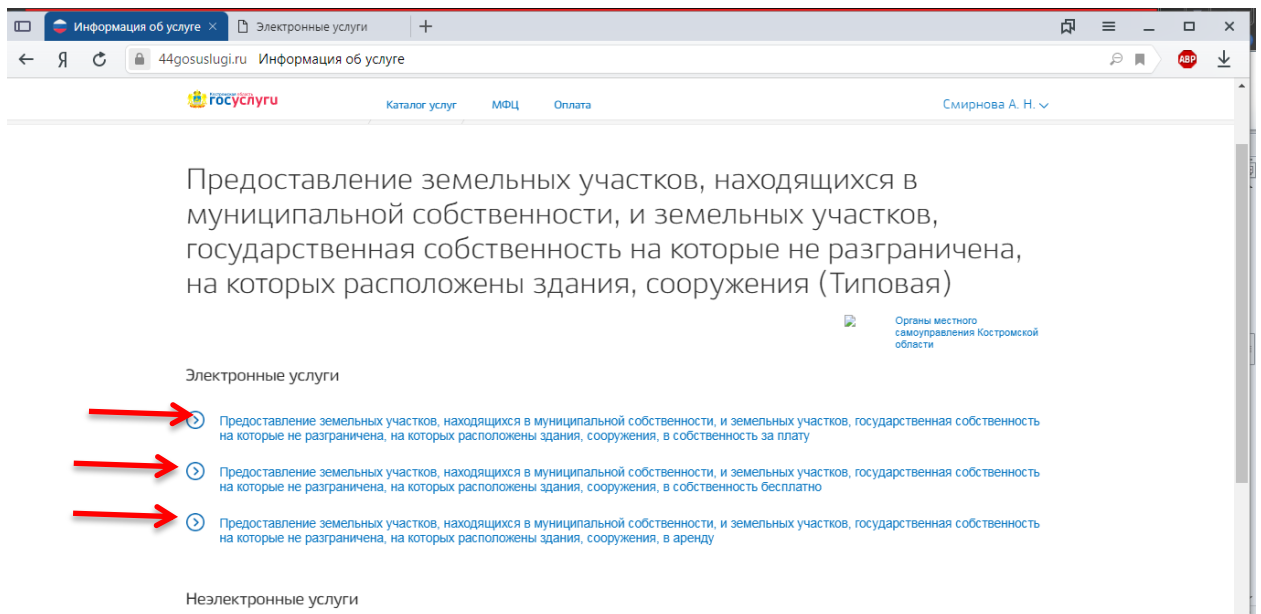 Информация об услуге
Электронные услуги
Я
44gosuslugi.ru Информация об услуге
ABP
госуслуги
Каталог услуг
МФЦ
Оплата
Смирнова А. Н.
Предоставление земельных участков, находящихся в
муниципальной собственности, и земельных участков,
государственная собственность на которые не разграничена,
на которых расположены здания, сооружения (Типовая)
Органы местного
самоуправления Костромской
области
Электронные услуги
Предоставление земельных участков, находящихся в муниципальной собственности, и земельных участков, государственная собственность
на которые не разграничена, на которых расположены здания, сооружения, в собственность за плату
Предоставление земельных участков, находящихся в муниципальной собственности, и земельных участков, государственная собственность
на которые не разграничена, на которых расположены здания, сооружения, в собственность бесплатно
Предоставление земельных участков, находящихся в муниципальной собственности, и земельных участков, государственная собственность
на которые не разграничена, на которых расположены здания, сооружения, в аренду
Неэлектронные услуги